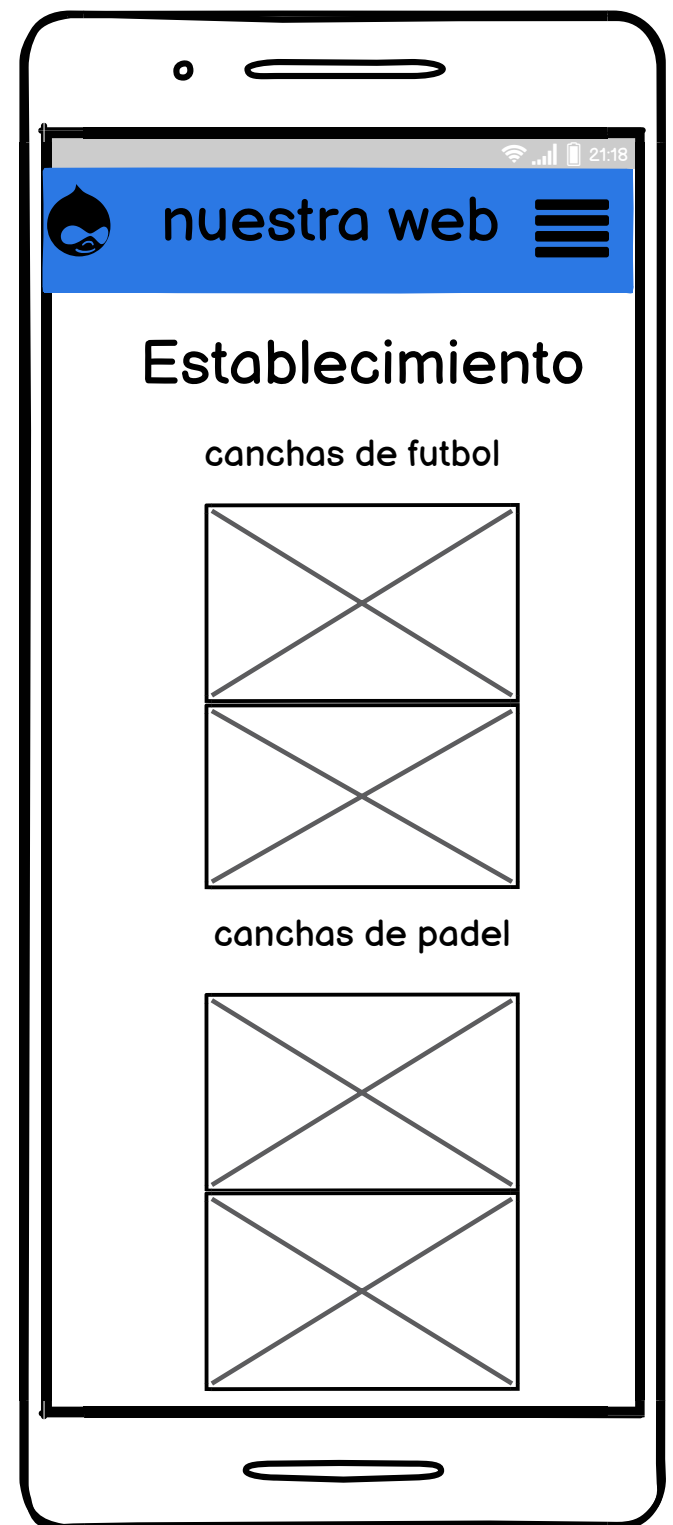 21:18
nuestra web
Establecimiento
canchas de futbol
canchas de padel